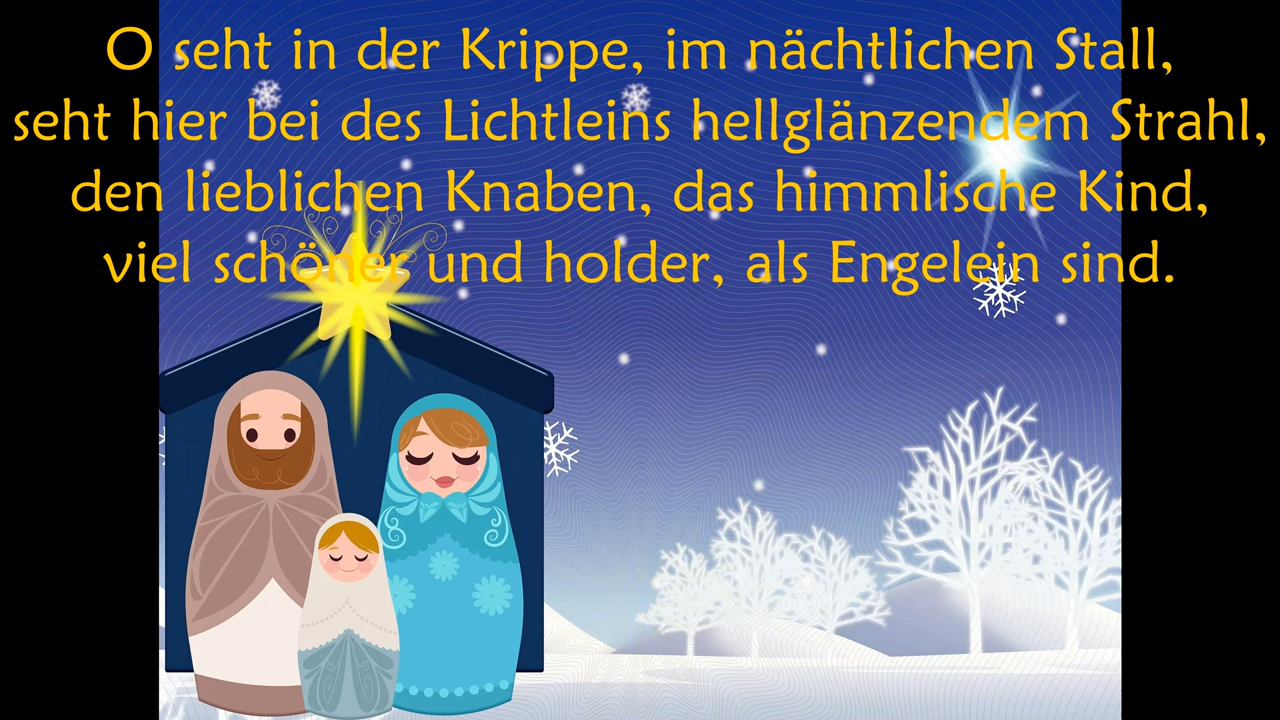 O seht in der Krippe, im nächtlichen Stall,
seht hier bei des Lichtleins hellglänzendem Strahl,
den lieblichen Knaben, das himmlische Kind,
viel schöner und holder, als Engelein sind.